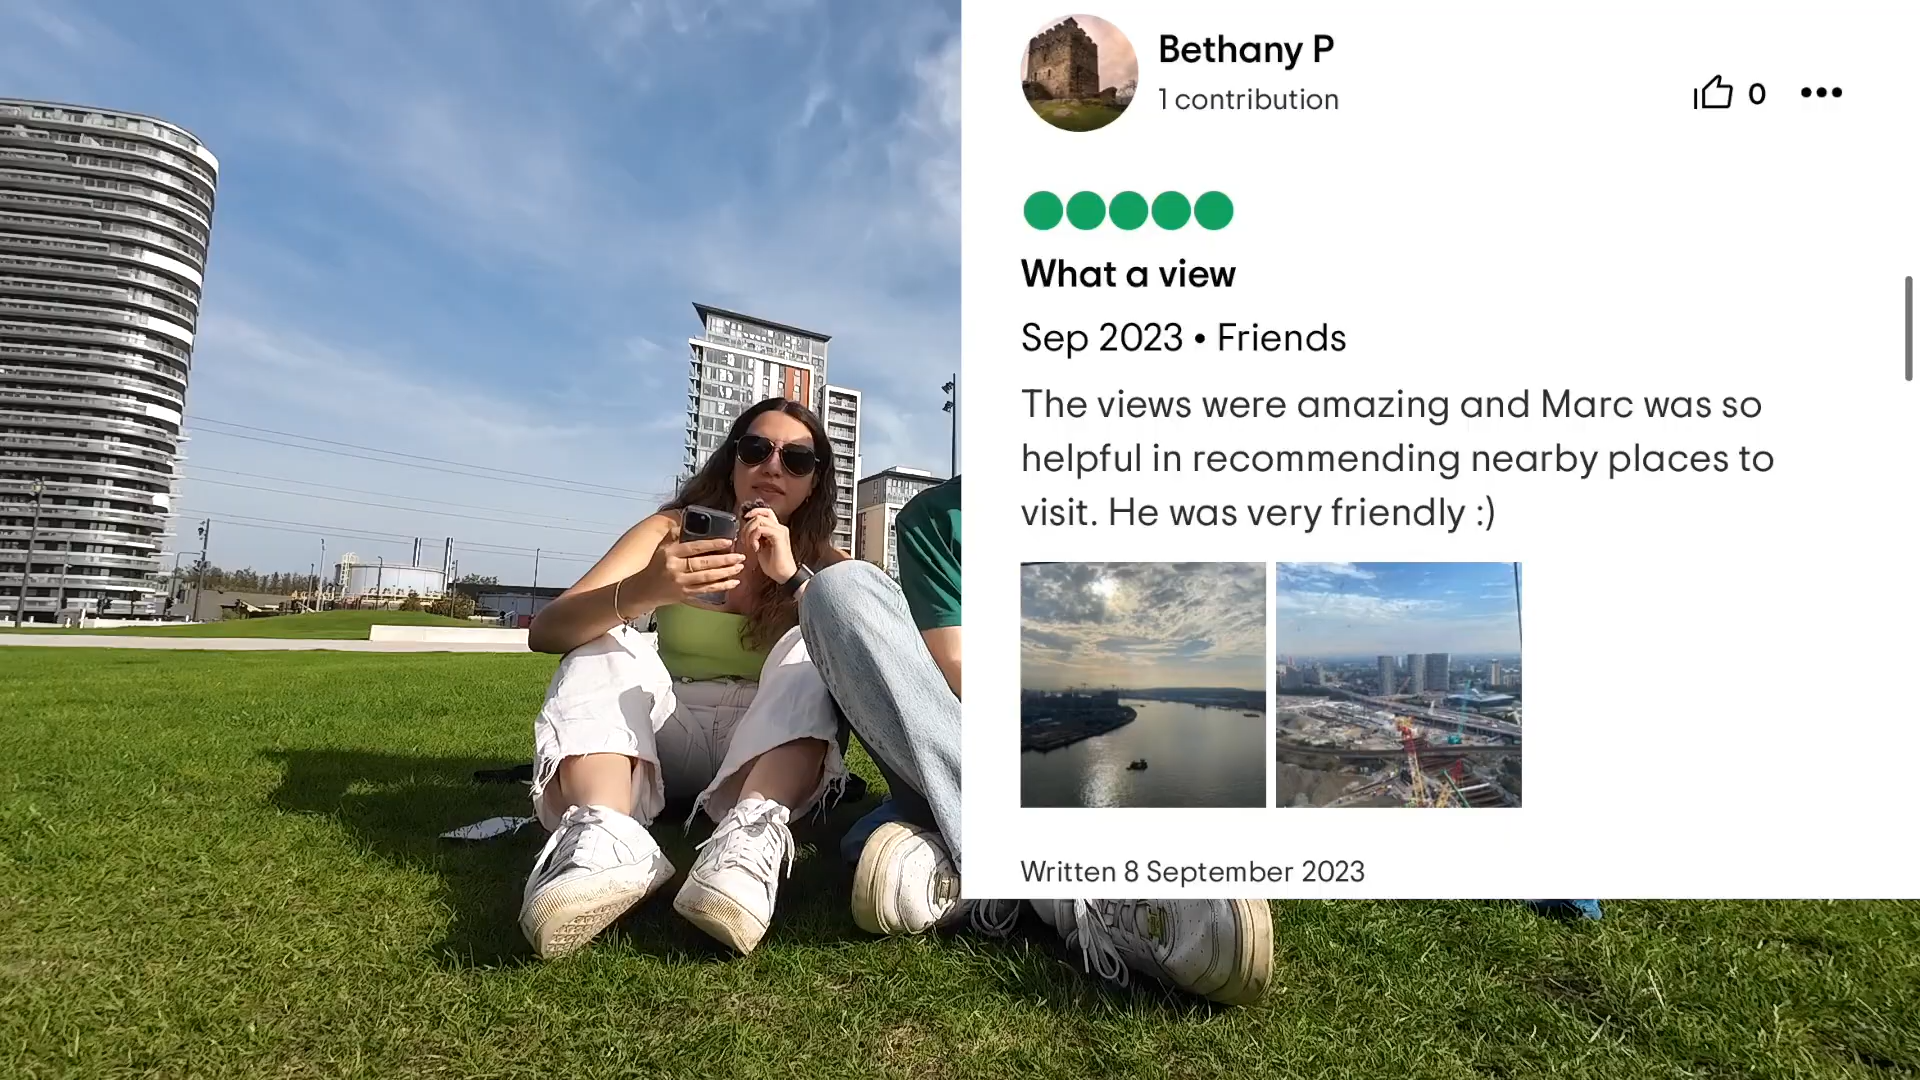 Bethany P
1 contribution
0
What a view
Sep 2023 • Friends
The views were amazing and Marc was so
helpful in recommending nearby places to
visit. He was very friendly :)
Written 8 September 2023